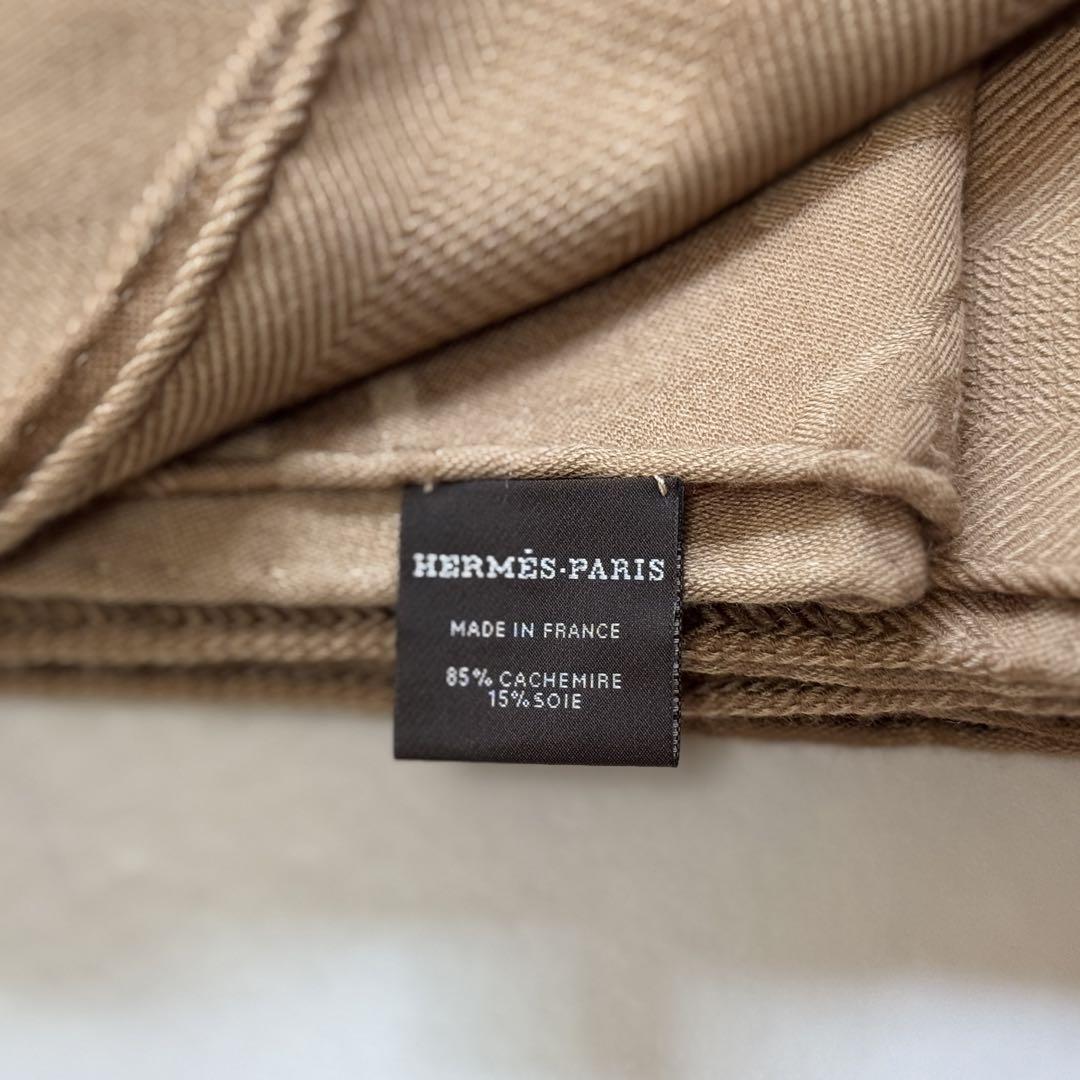 HERMÈS-PARIS
MADE IN FRANCE
85% CACHEMIRE
15% SOIE